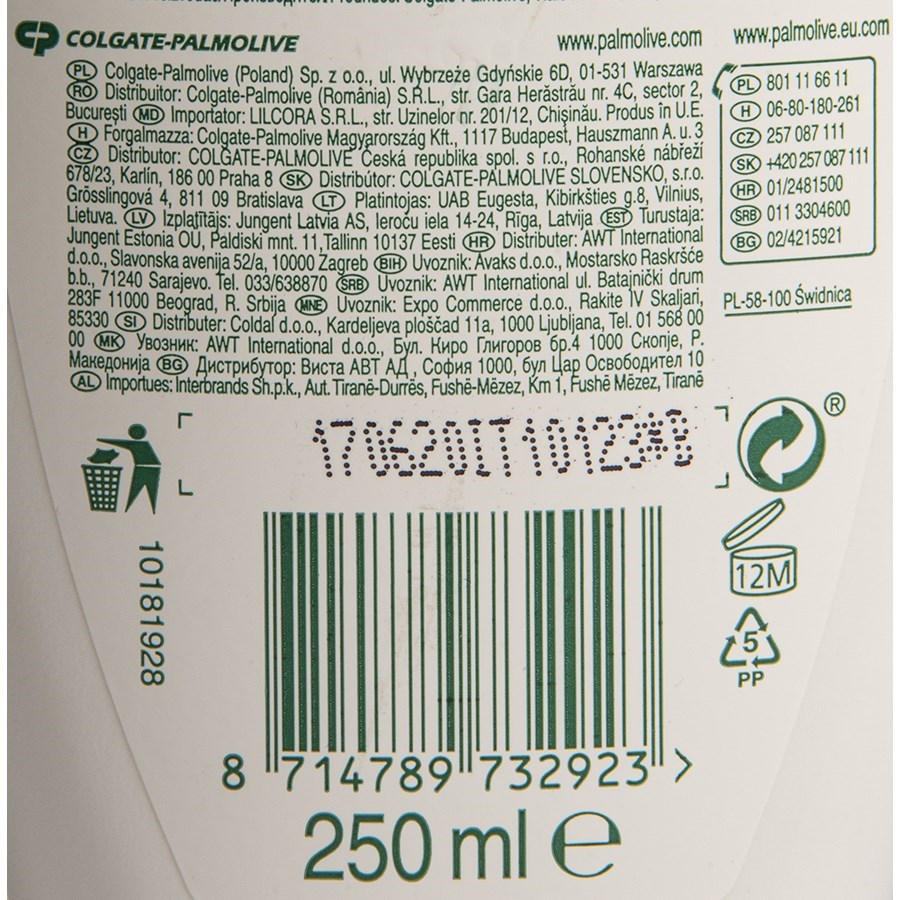 COLGATE-PALMOLIVE
www.palmolive.com
www.palmolive.eu.com
PL Colgate-Palmolive (Poland) Sp. z o.o., ul. Wybrzeże Gdyńskie 6D, 01-531 Warszawa
RO Distribuitor: Colgate-Palmolive (România) S.R.L., str. Gara Herăstrău nr. 4C, sector 2,
București MD Importator: LILCORA S.R.L., str. Uzinelor nr. 201/12, Chișinău. Produs în U.E.
H Forgalmazza: Colgate-Palmolive Magyarország Kft., 1117 Budapest, Hauszmann A. u. 3
CZ Distributor: COLGATE-PALMOLIVE Česká republika spol. s r.o., Rohanské nábřeží
678/23, Karlín, 186 00 Praha 8 SK Distribútor: COLGATE-PALMOLIVE SLOVENSKO, s.r.o.
Grösslingová 4, 811 09 Bratislava LT Platintojas: UAB Eugesta, Kibirkšties g.8, Vilnius,
Lietuva. LV Izplatītājs: Jungent Latvia AS, Ieroču iela 14-24, Rīga, Latvija EST Turustaja:
Jungent Estonia OU, Paldiski mnt. 11,Tallinn 10137 Eesti HR Distributer: AWT International
d.o.o., Slavonska avenija 52/a, 10000 Zagreb BIH Uvoznik: Avaks d.o.o., Mostarsko Raskršće
b.b., 71240 Sarajevo. Tel. 033/638870 SRB Uvoznik: AWT International ul. Batajnički drum
283F 11000 Beograd, R. Srbija MNE Uvoznik: Expo Commerce d.o.o., Rakite IV Skaljari,
85330 SI Distributer: Coldal d.o.o., Kardeljeva ploščad 11a, 1000 Ljubljana, Tel. 01 568 00
00 MK Увозник: AWT International d.o.o., Бул. Киро Глигоров бр.4 1000 Скопје, Р.
Македонија BG Дистрибутор: Виста АВТ АД , София 1000, бул Цар Освободител 10
AL Importues: Interbrands Sh.p.k., Aut. Tiranë-Durrës, Fushë-Mëzez, Km 1, Fushë Mëzez, Tiranë
PL 801 11 66 11
H 06-80-180-261
CZ 257 087 111
SK +420 257 087 111
HR 01/2481500
SRB 011 3304600
BG 02/4215921
PL-58-100 Świdnica
®
12M
5
PP
10181928
8 714789 732923 >
250 ml e